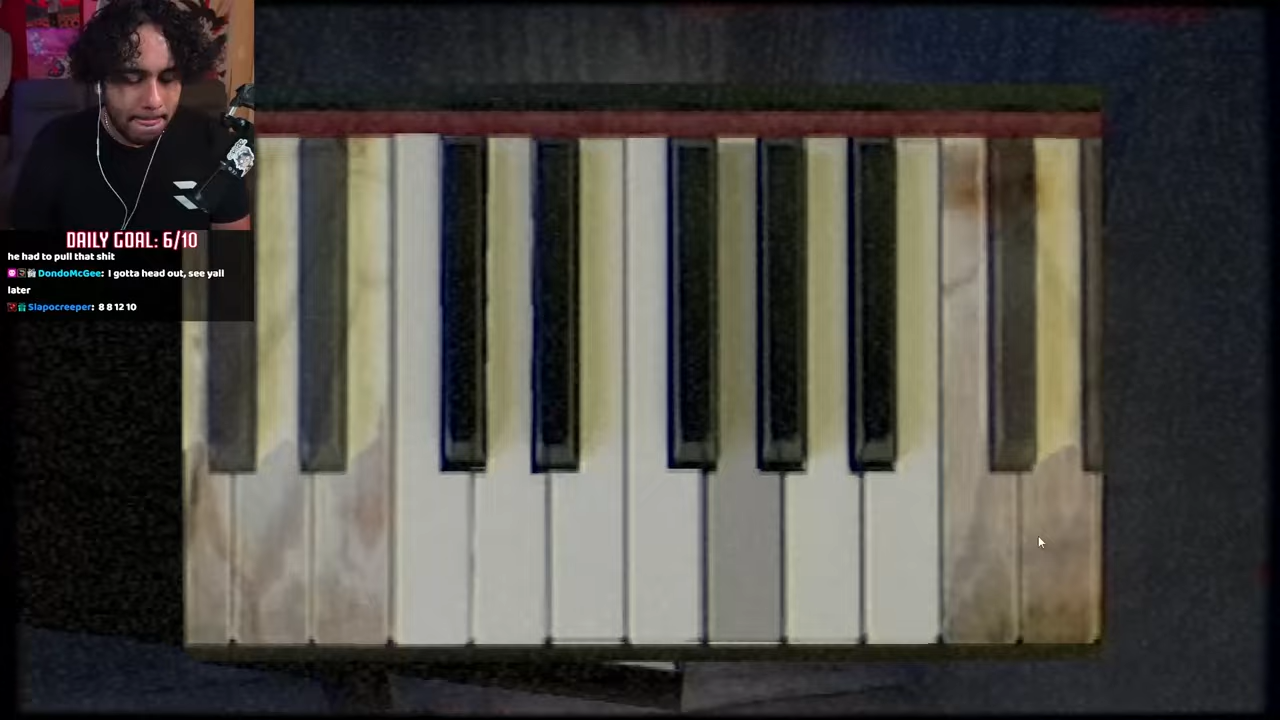 DAILY GOAL: 6/10
he had to pull that shit
DondoMcGee: I gotta head out, see yall
later
Slapocreeper: 8 8 12 10